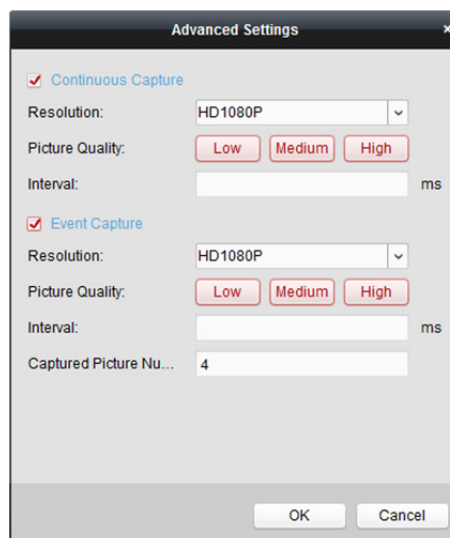 Advanced Settings
Continuous Capture
Resolution: HD1080P
Picture Quality: Low Medium High
Interval: ms
Event Capture
Resolution: HD1080P
Picture Quality: Low Medium High
Interval: ms
Captured Picture Nu... 4
OK Cancel